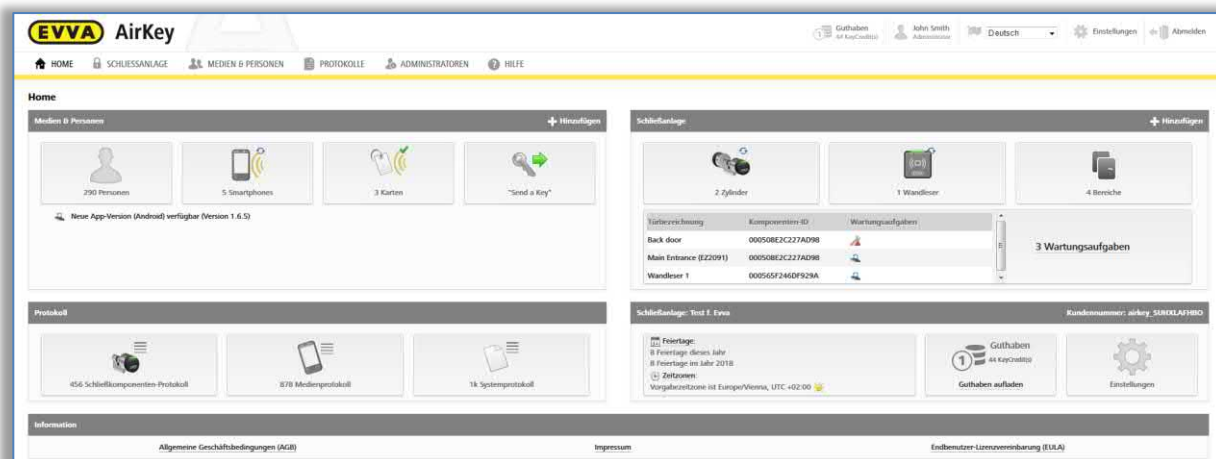 EVVA AirKey
Guthaben
44 KeyCredit(s)
John Smith
Administrator
Deutsch
Einstellungen
Abmelden
HOME SCHLIESSANLAGE MEDIEN & PERSONEN PROTOKOLLE ADMINISTRATOREN HILFE
Home
Medien & Personen Hinzufügen
290 Personen 5 Smartphones 3 Karten "Send a Key"
Neue App-Version (Android) verfügbar (Version 1.6.5)
Schließanlage Hinzufügen
2 Zylinder 1 Wandleser 4 Bereiche
Türbezeichnung Komponenten-ID Wartungsaufgaben
Back door 000508E2C227AD98
Main Entrance (EZ2091) 000508E2C227AD98
Wandleser 1 000565F246DF929A
3 Wartungsaufgaben
Protokoll
456 Schließkomponenten-Protokoll 878 Medienprotokoll 1k Systemprotokoll
Schließanlage: Test f. Evva Kundennummer: airkey_SUHXLAFHBO
Feiertage:
8 Feiertage dieses Jahr
8 Feiertage im Jahr 2018
Zeitzonen:
Vorgabezeitzone ist Europe/Vienna, UTC +02:00
1
Guthaben
44 KeyCredit(s)
Guthaben aufladen
Einstellungen
Information
Allgemeine Geschäftsbedingungen (AGB) Impressum Endbenutzer-Lizenzvereinbarung (EULA)